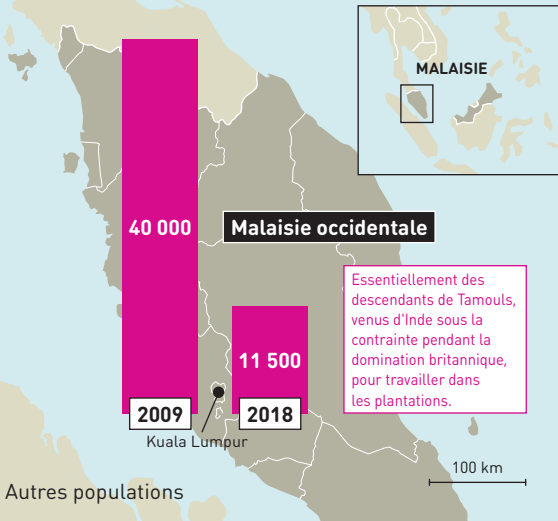 MALAISIE
40 000
Malaisie occidentale
Essentiellement des
descendants de Tamouls,
venus d'Inde sous la
contrainte pendant la
domination britannique,
pour travailler dans
les plantations.
11 500
2009
2018
Kuala Lumpur
100 km
Autres populations